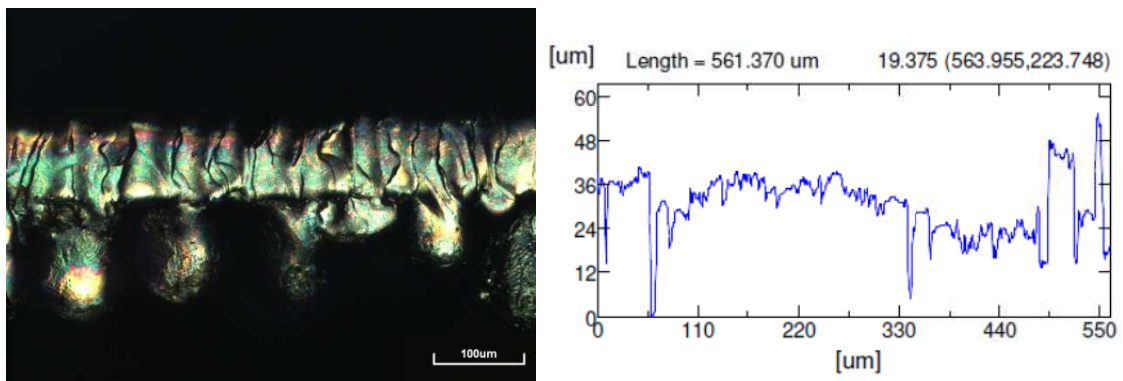 100um
[um] Length = 561.370 um 19.375 (563.955,223.748)
60
48
36
24
12
0
0 110 220 330 440 550
[um]